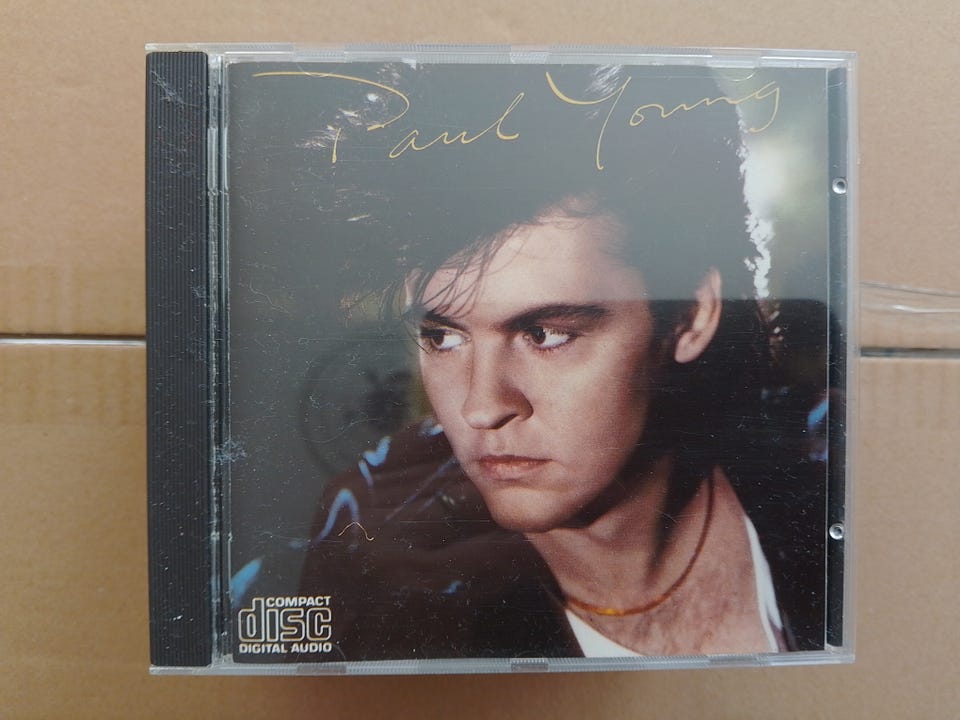 Paul Young
COMPACT
disc
DIGITAL AUDIO